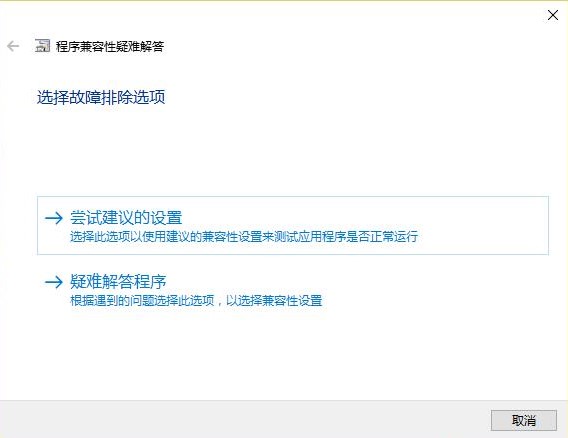 程序兼容性疑难解答
选择故障排除选项
尝试建议的设置
选择此选项以使用建议的兼容性设置来测试应用程序是否正常运行
疑难解答程序
根据遇到的问题选择此选项，以选择兼容性设置
取消